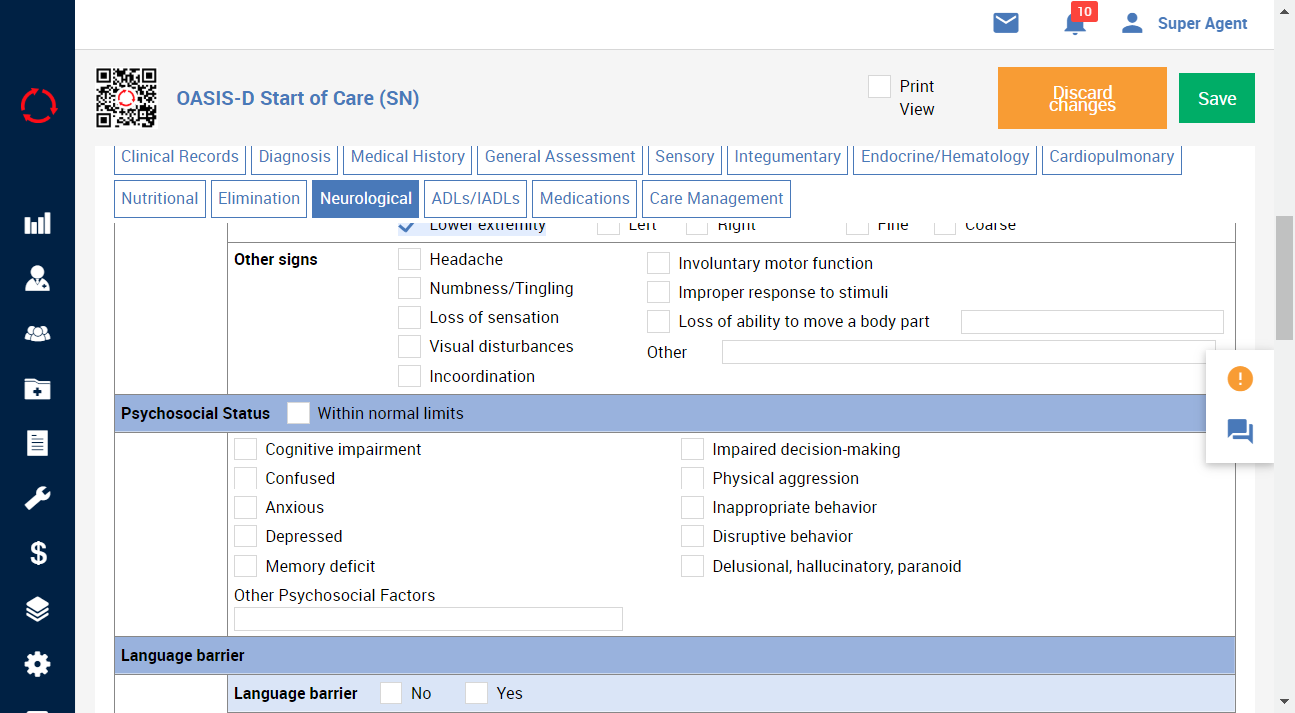 10
Super Agent
OASIS-D Start of Care (SN)
Print
View
Discard
changes
Save
Clinical Records
Diagnosis
Medical History
General Assessment
Sensory
Integumentary
Endocrine/Hematology
Cardiopulmonary
Nutritional
Elimination
Neurological
ADLs/IADLs
Medications
Care Management
Lower extremity
Left
Right
Fine
Coarse
Other signs
Headache
Involuntary motor function
Numbness/Tingling
Improper response to stimuli
Loss of sensation
Loss of ability to move a body part
Visual disturbances
Other
Incoordination
Psychosocial Status
Within normal limits
Cognitive impairment
Impaired decision-making
Confused
Physical aggression
Anxious
Inappropriate behavior
Depressed
Disruptive behavior
Memory deficit
Delusional, hallucinatory, paranoid
Other Psychosocial Factors
Language barrier
Language barrier
No
Yes